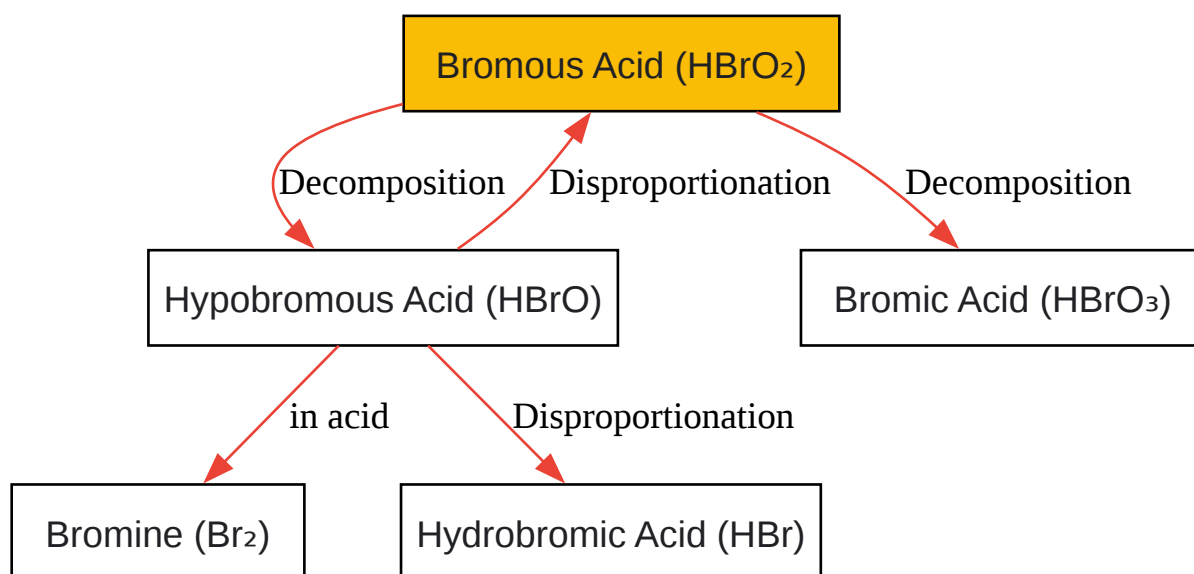 Bromous Acid (HBrO₂)
Decomposition
Disproportionation
Decomposition
Hypobromous Acid (HBrO)
Bromic Acid (HBrO₃)
in acid
Disproportionation
Bromine (Br₂)
Hydrobromic Acid (HBr)